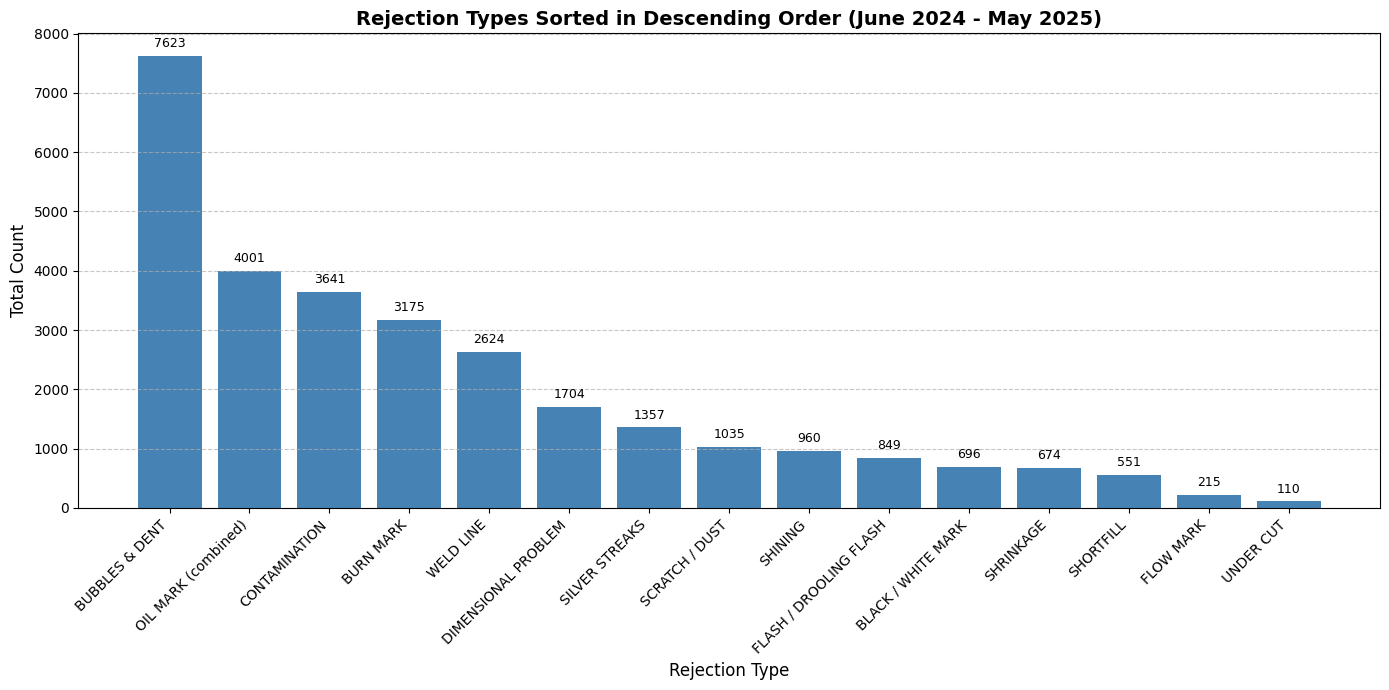 Rejection Types Sorted in Descending Order (June 2024 - May 2025)
Total Count
8000
7000
6000
5000
4000
3000
2000
1000
0
7623
4001
3641
3175
2624
1704
1357
1035
960
849
696
674
551
215
110
BUBBLES & DENT
OIL MARK (combined)
CONTAMINATION
BURN MARK
WELD LINE
DIMENSIONAL PROBLEM
SILVER STREAKS
SCRATCH / DUST
SHINING
FLASH / DROOLING FLASH
BLACK / WHITE MARK
SHRINKAGE
SHORTFILL
FLOW MARK
UNDER CUT
Rejection Type